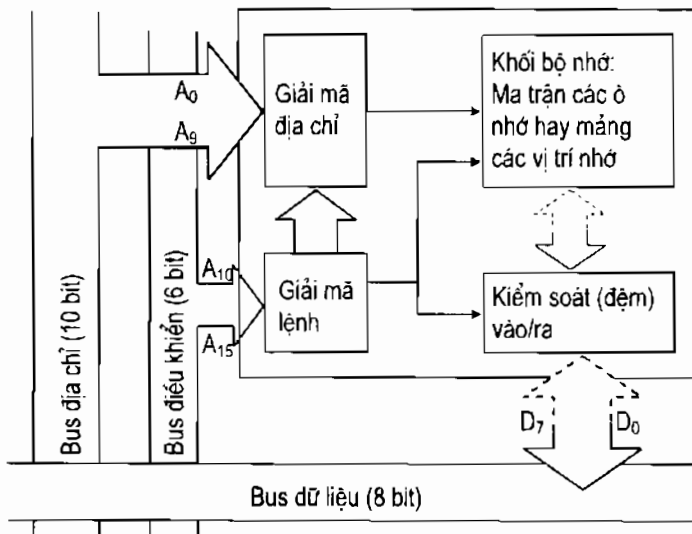 A0
A9
Giải mã
địa chỉ
Khối bộ nhớ:
Ma trận các ô
nhớ hay mảng
các vị trí nhớ
A10
A15
Giải mã
lệnh
Kiểm soát (đệm)
vào/ra
Bus địa chỉ (10 bit)
Bus điều khiển (6 bit)
D7
D0
Bus dữ liệu (8 bit)